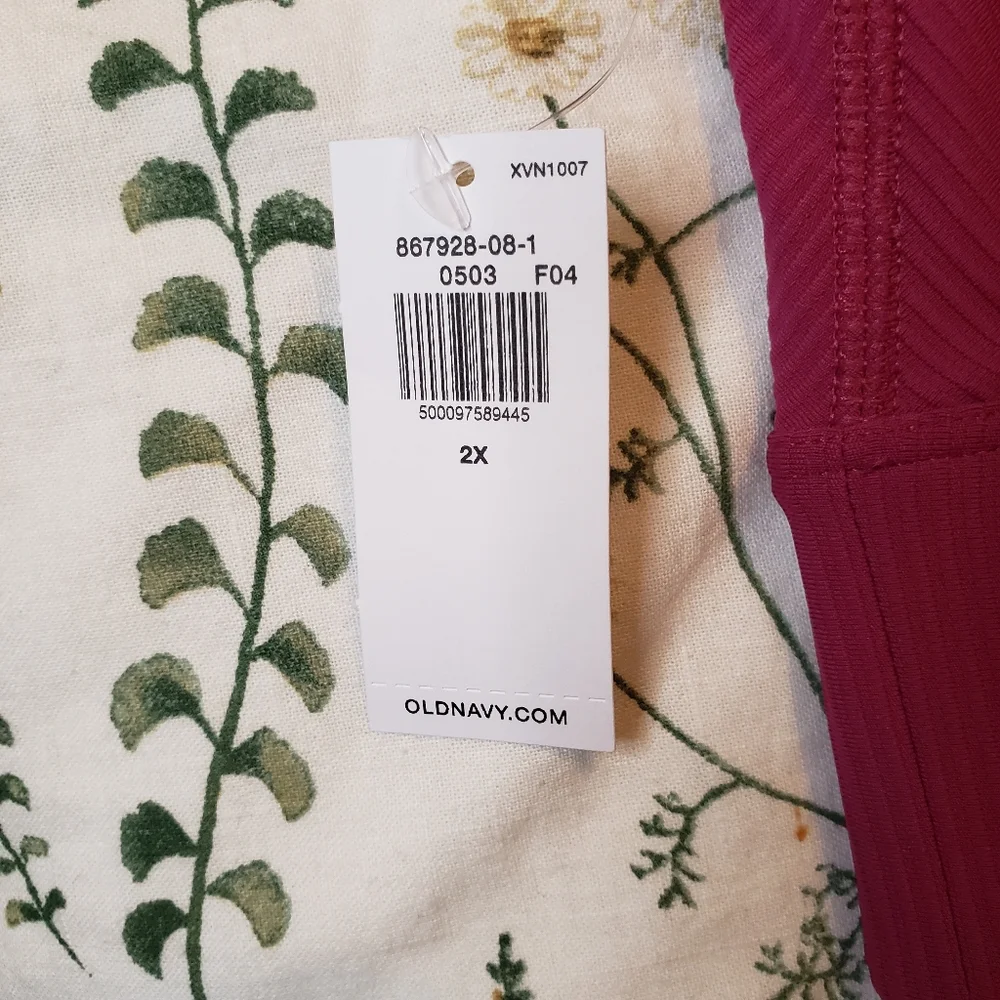 XVN1007
867928-08-1
0503 F04
500097589445
2X
OLDNAVY.COM